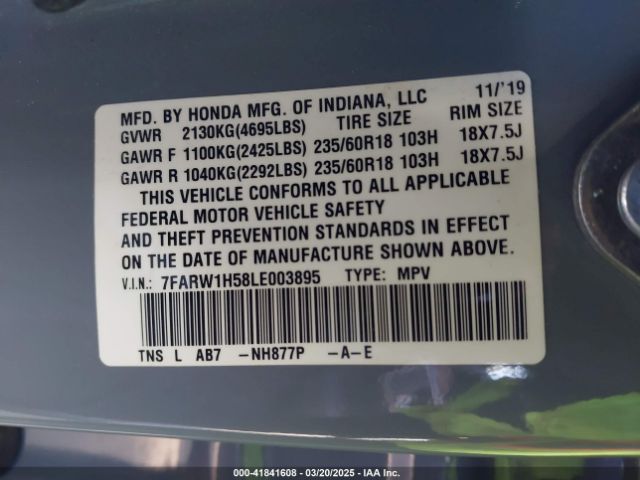 MFD. BY HONDA MFG. OF INDIANA, LLC 11/'19
GVWR 2130KG(4695LBS) TIRE SIZE RIM SIZE
GAWR F 1100KG(2425LBS) 235/60R18 103H 18X7.5J
GAWR R 1040KG(2292LBS) 235/60R18 103H 18X7.5J
THIS VEHICLE CONFORMS TO ALL APPLICABLE
FEDERAL MOTOR VEHICLE SAFETY
AND THEFT PREVENTION STANDARDS IN EFFECT
ON THE DATE OF MANUFACTURE SHOWN ABOVE.
V.I.N.: 7FARW1H58LE003895 TYPE: MPV
TNS L AB7 -NH877P -A-E
000-41841608 - 03/20/2025 - IAA Inc.